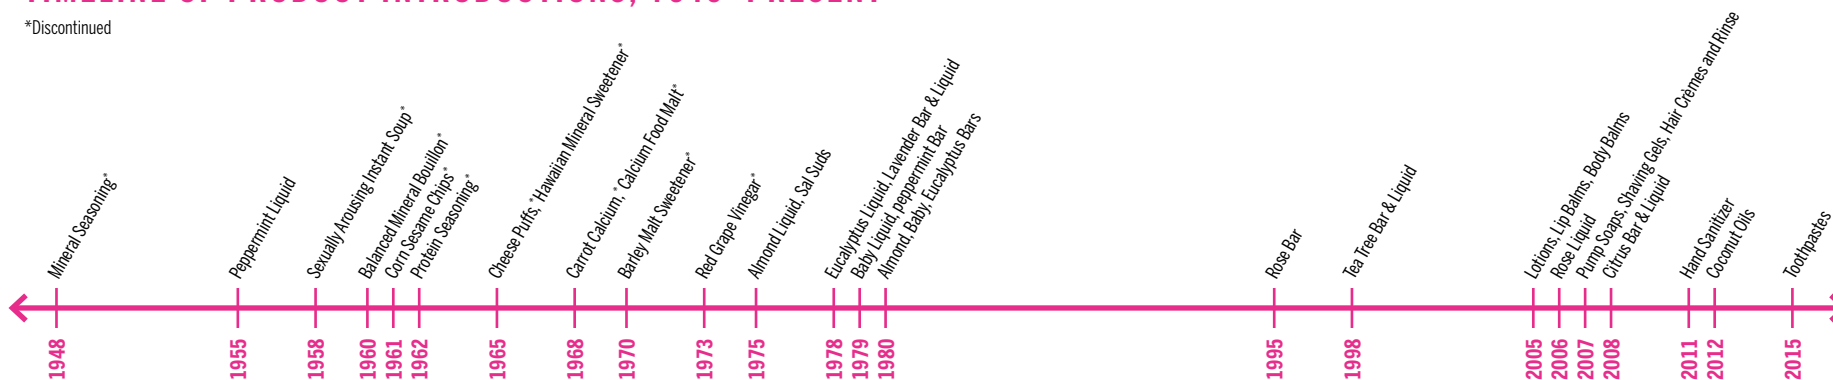 *Discontinued
Mineral Seasoning*
Peppermint Liquid
Sexually Arousing Instant Soup*
Balanced Mineral Bouillon*
Corn Sesame Chips*
Protein Seasoning*
Cheese Puffs,* Hawaiian Mineral Sweetener*
Carrot Calcium,* Calcium Food Malt*
Barley Malt Sweetener*
Red Grape Vinegar*
Almond Liquid, Sal Suds
Eucalyptus Liquid, Lavender Bar & Liquid
Baby Liquid, peppermint Bar
Almond, Baby, Eucalyptus Bars
Rose Bar
Tea Tree Bar & Liquid
Lotions, Lip Balms, Body Balms
Rose Liquid
Pump Soaps, Shaving Gels, Hair Crèmes and Rinse
Citrus Bar & Liquid
Hand Sanitizer
Coconut Oils
Toothpastes
1948
1955
1958
1960
1961
1962
1965
1968
1970
1973
1975
1978
1979
1980
1995
1998
2005
2006
2007
2008
2011
2012
2015